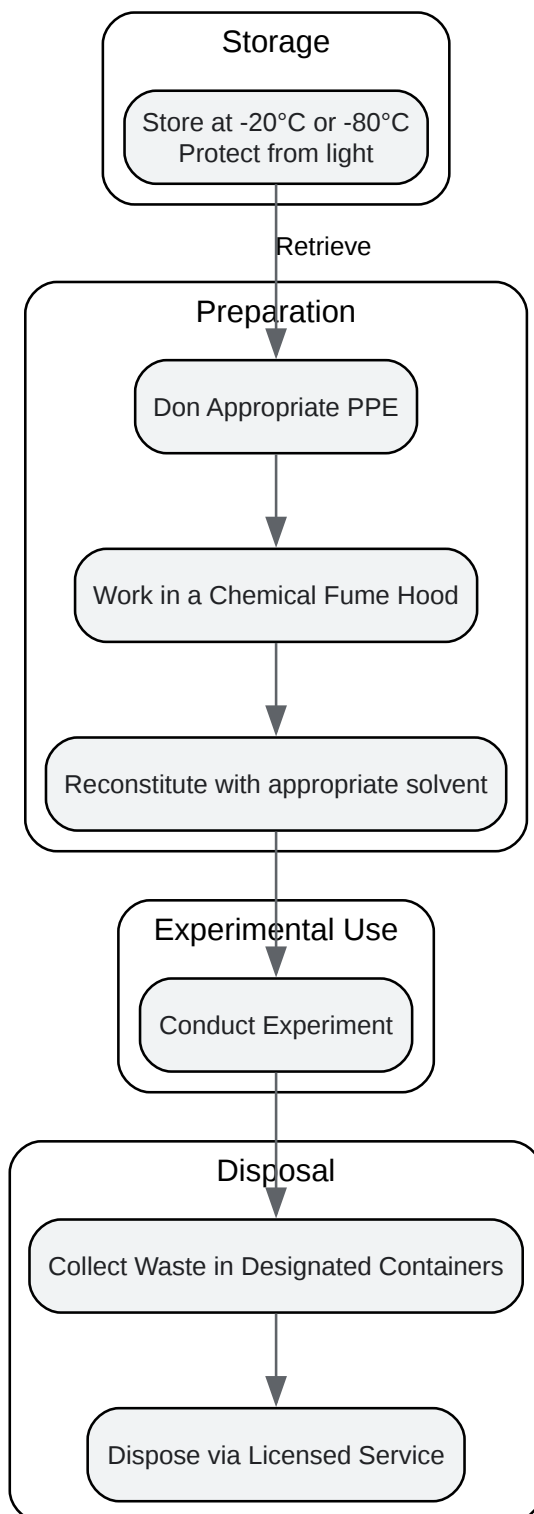 Storage
Store at -20°C or -80°C
Protect from light
Retrieve
Preparation
Don Appropriate PPE
Work in a Chemical Fume Hood
Reconstitute with appropriate solvent
Experimental Use
Conduct Experiment
Disposal
Collect Waste in Designated Containers
Dispose via Licensed Service